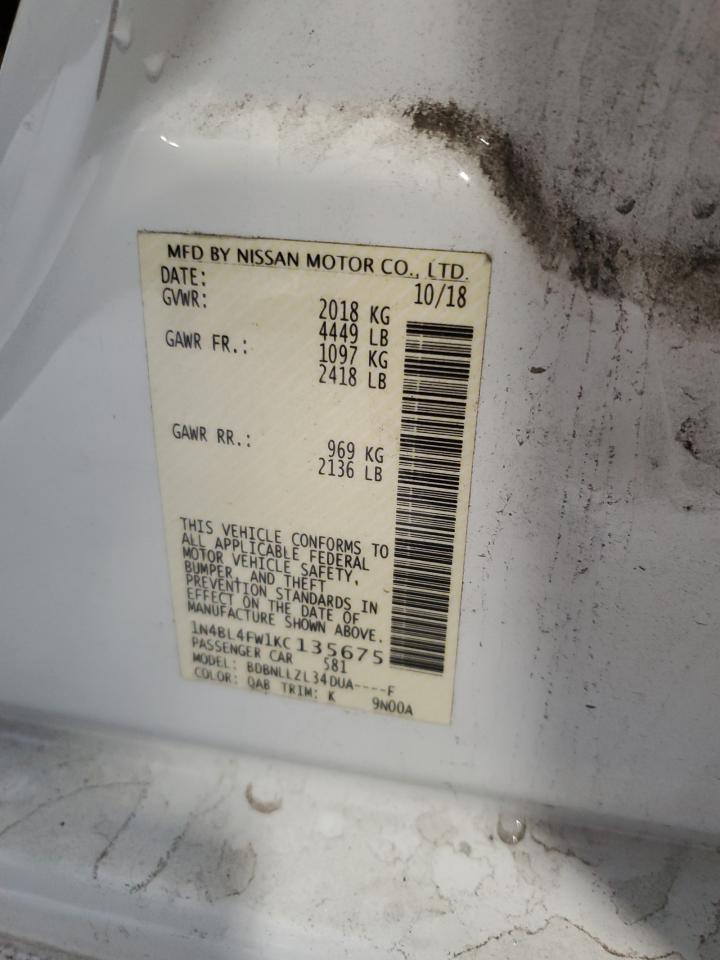 MFD BY NISSAN MOTOR CO., LTD.
DATE: 10/18
GVWR: 2018 KG
4449 LB
GAWR FR.: 1097 KG
2418 LB
GAWR RR.: 969 KG
2136 LB
THIS VEHICLE CONFORMS TO
ALL APPLICABLE FEDERAL
MOTOR VEHICLE SAFETY,
BUMPER, AND THEFT
PREVENTION STANDARDS IN
EFFECT ON THE DATE OF
MANUFACTURE SHOWN ABOVE.
1N4BL4FW1KC135675
PASSENGER CAR 581
MODEL: BDBNLLZL34DUA----F
COLOR: QAB TRIM: K 9N00A